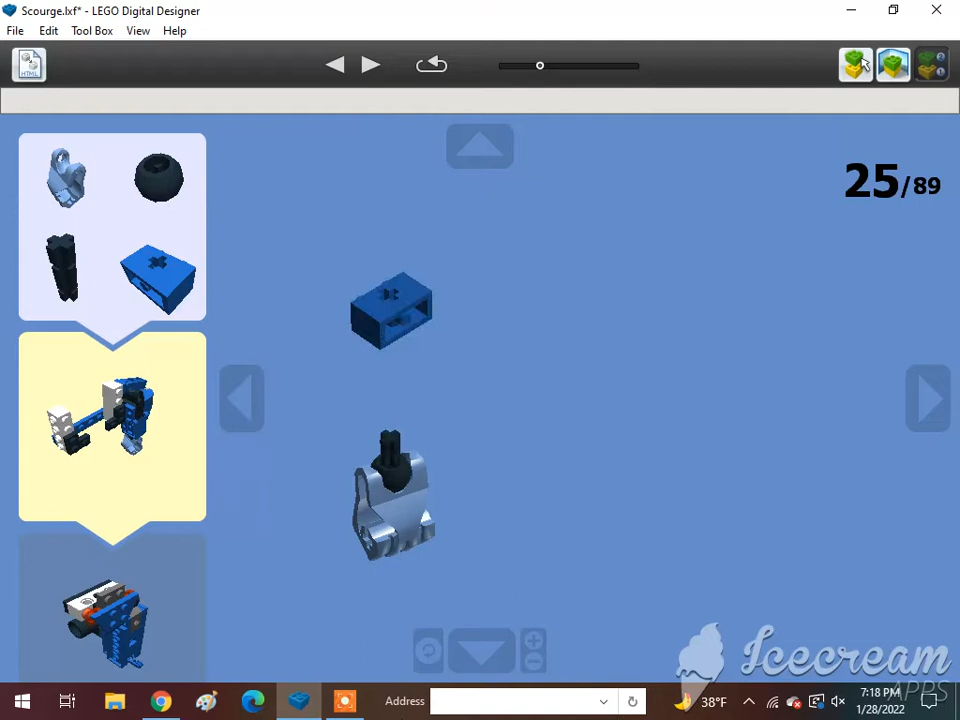 Scourge.lxf* - LEGO Digital Designer
File Edit Tool Box View Help
HTML
25/89
Icecream
APPS
Address
38°F
7:18 PM
1/28/2022